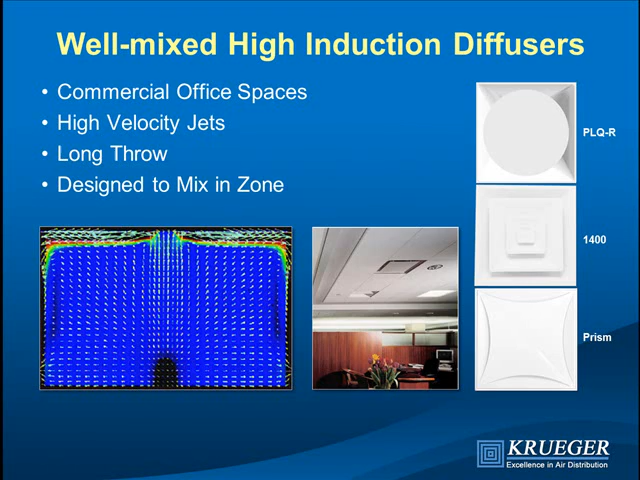 Well-mixed High Induction Diffusers
• Commercial Office Spaces
• High Velocity Jets
• Long Throw
• Designed to Mix in Zone
PLQ-R
1400
Prism
KRUEGER
Excellence in Air Distribution